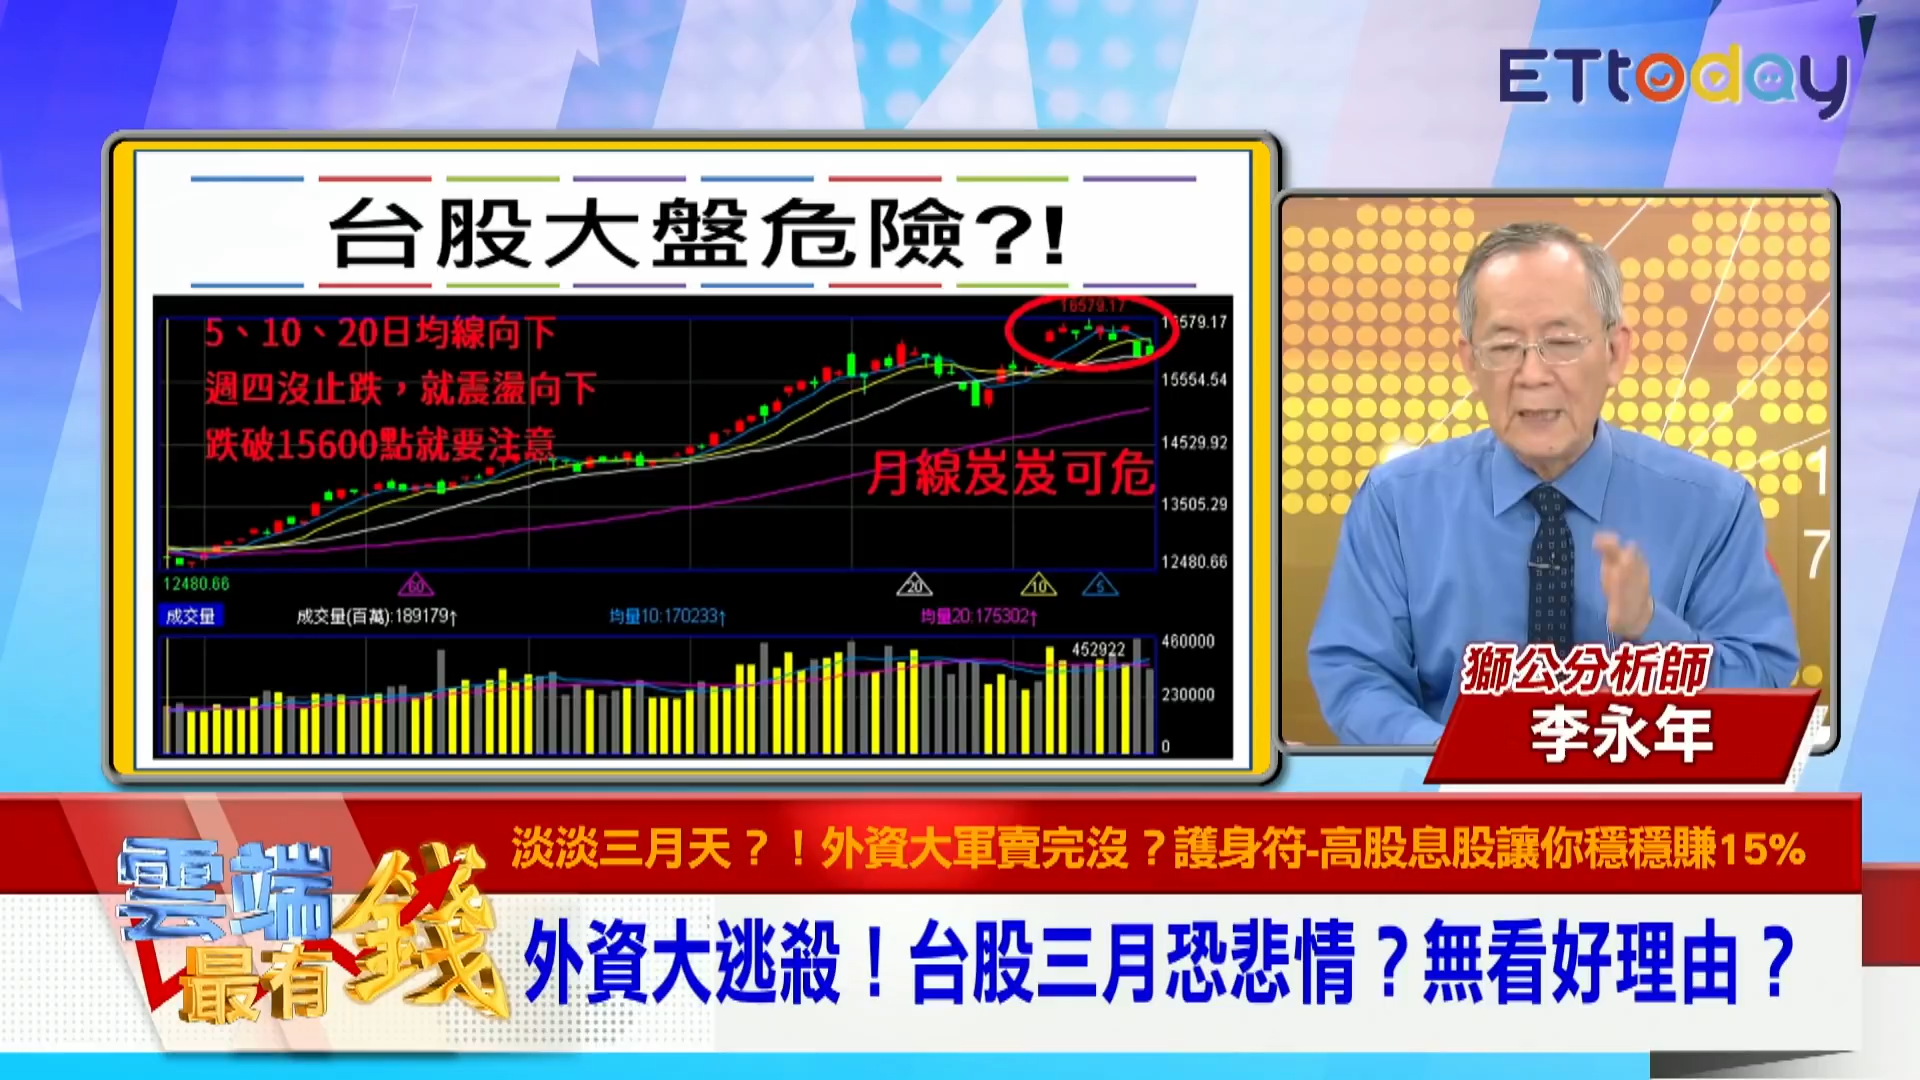 ETtoday
台股大盤危險?!
16579.17
16579.17
5、10、20日均線向下
週四沒止跌，就震盪向下
15554.54
跌破15600點就要注意
14529.92
月線岌岌可危
13505.29
12480.66
12480.66
60
20
10
5
成交量
成交量(百萬):189179↑
均量10:170233↑
均量20:175302↑
460000
452922
230000
0
1
7
獅公分析師
李永年
淡淡三月天？！外資大軍賣完沒？護身符-高股息股讓你穩穩賺15%
雲端最有錢
外資大逃殺！台股三月恐悲情？無看好理由？